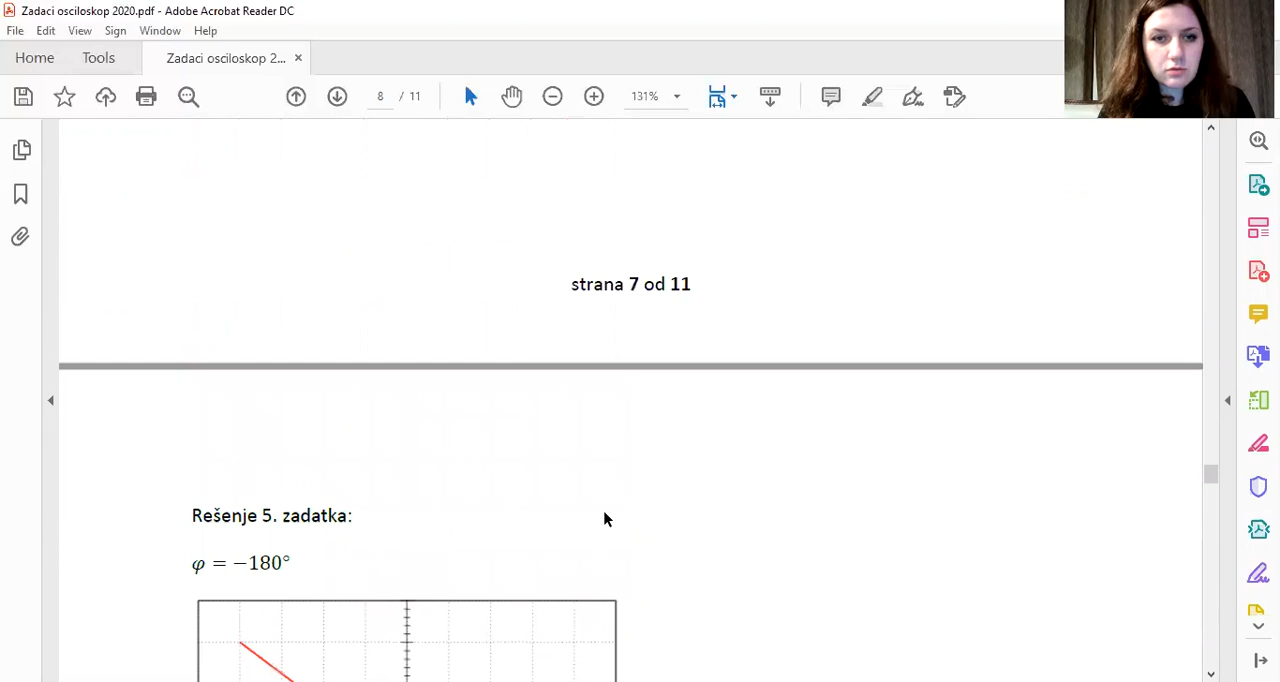 Zadaci osciloskop 2020.pdf - Adobe Acrobat Reader DC
File Edit View Sign Window Help
Home Tools Zadaci osciloskop 2... ×
8 / 11 131%
strana 7 od 11
Rešenje 5. zadatka:
φ = −180°